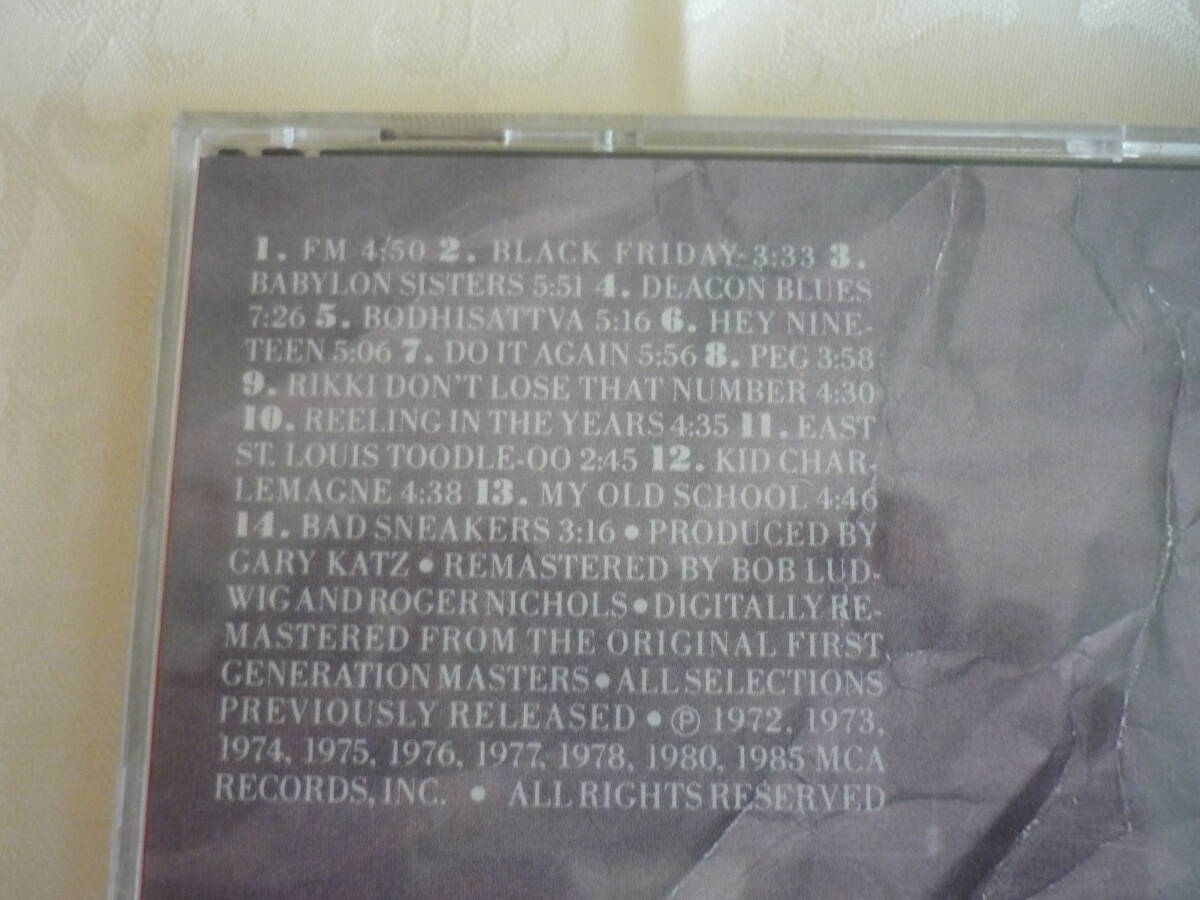 1. FM 4:50 2. BLACK FRIDAY 3:33 3.
BABYLON SISTERS 5:51 4. DEACON BLUES
7:26 5. BODHISATTVA 5:16 6. HEY NINE-
TEEN 5:06 7. DO IT AGAIN 5:56 8. PEG 3:58
9. RIKKI DON'T LOSE THAT NUMBER 4:30
10. REELING IN THE YEARS 4:35 11. EAST
ST. LOUIS TOODLE-OO 2:45 12. KID CHAR-
LEMAGNE 4:38 13. MY OLD SCHOOL 4:46
14. BAD SNEAKERS 3:16 • PRODUCED BY
GARY KATZ • REMASTERED BY BOB LUD-
WIG AND ROGER NICHOLS • DIGITALLY RE-
MASTERED FROM THE ORIGINAL FIRST
GENERATION MASTERS • ALL SELECTIONS
PREVIOUSLY RELEASED • ℗ 1972, 1973,
1974, 1975, 1976, 1977, 1978, 1980, 1985 MCA
RECORDS, INC. • ALL RIGHTS RESERVED